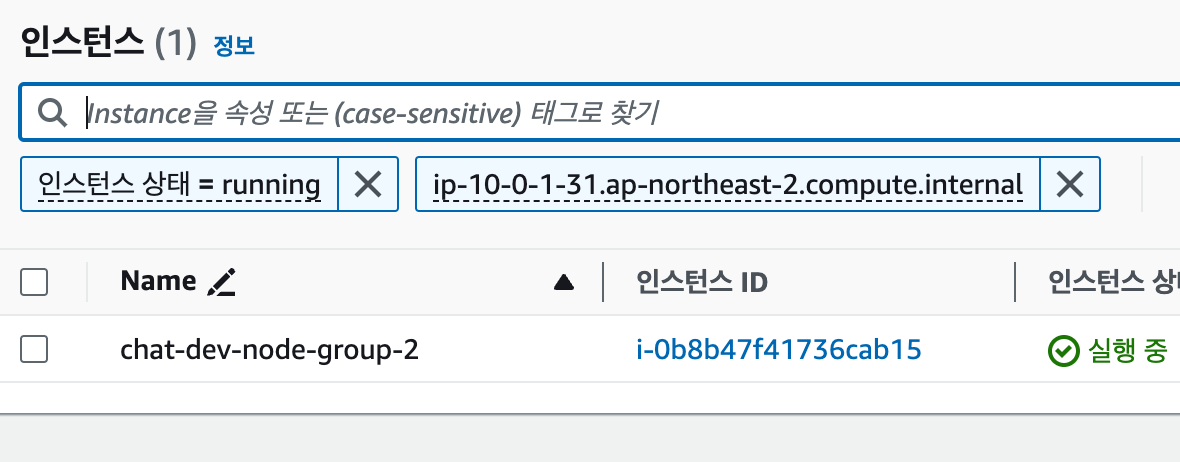 인스턴스 (1) 정보
Instance을 속성 또는 (case-sensitive) 태그로 찾기
인스턴스 상태 = running ip-10-0-1-31.ap-northeast-2.compute.internal
Name 인스턴스 ID 인스턴스 상
chat-dev-node-group-2 i-0b8b47f41736cab15 실행 중